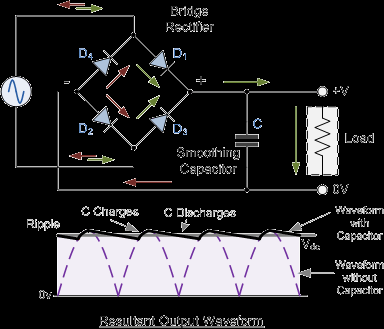 Bridge
Rectifier
D4
D1
-
+
D2
D3
C
+V
Smoothing
Capacitor
Load
0V
C Charges
C Discharges
Ripple
Waveform
with
Capacitor
Vdc
Waveform
without
Capacitor
0V
Resultant Output Waveform